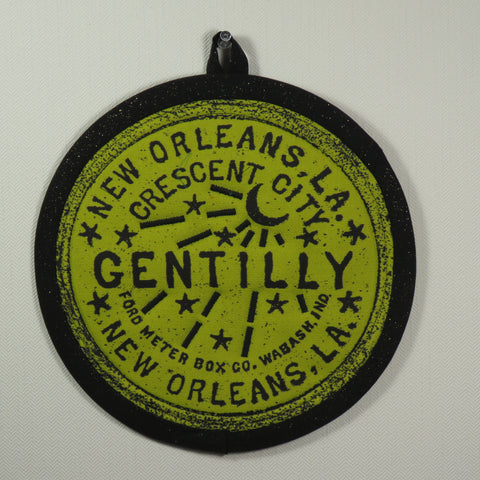 NEW ORLEANS, LA.
CRESCENT CITY
GENTILLY
FORD METER BOX CO. WABASH, IND.
NEW ORLEANS, LA.